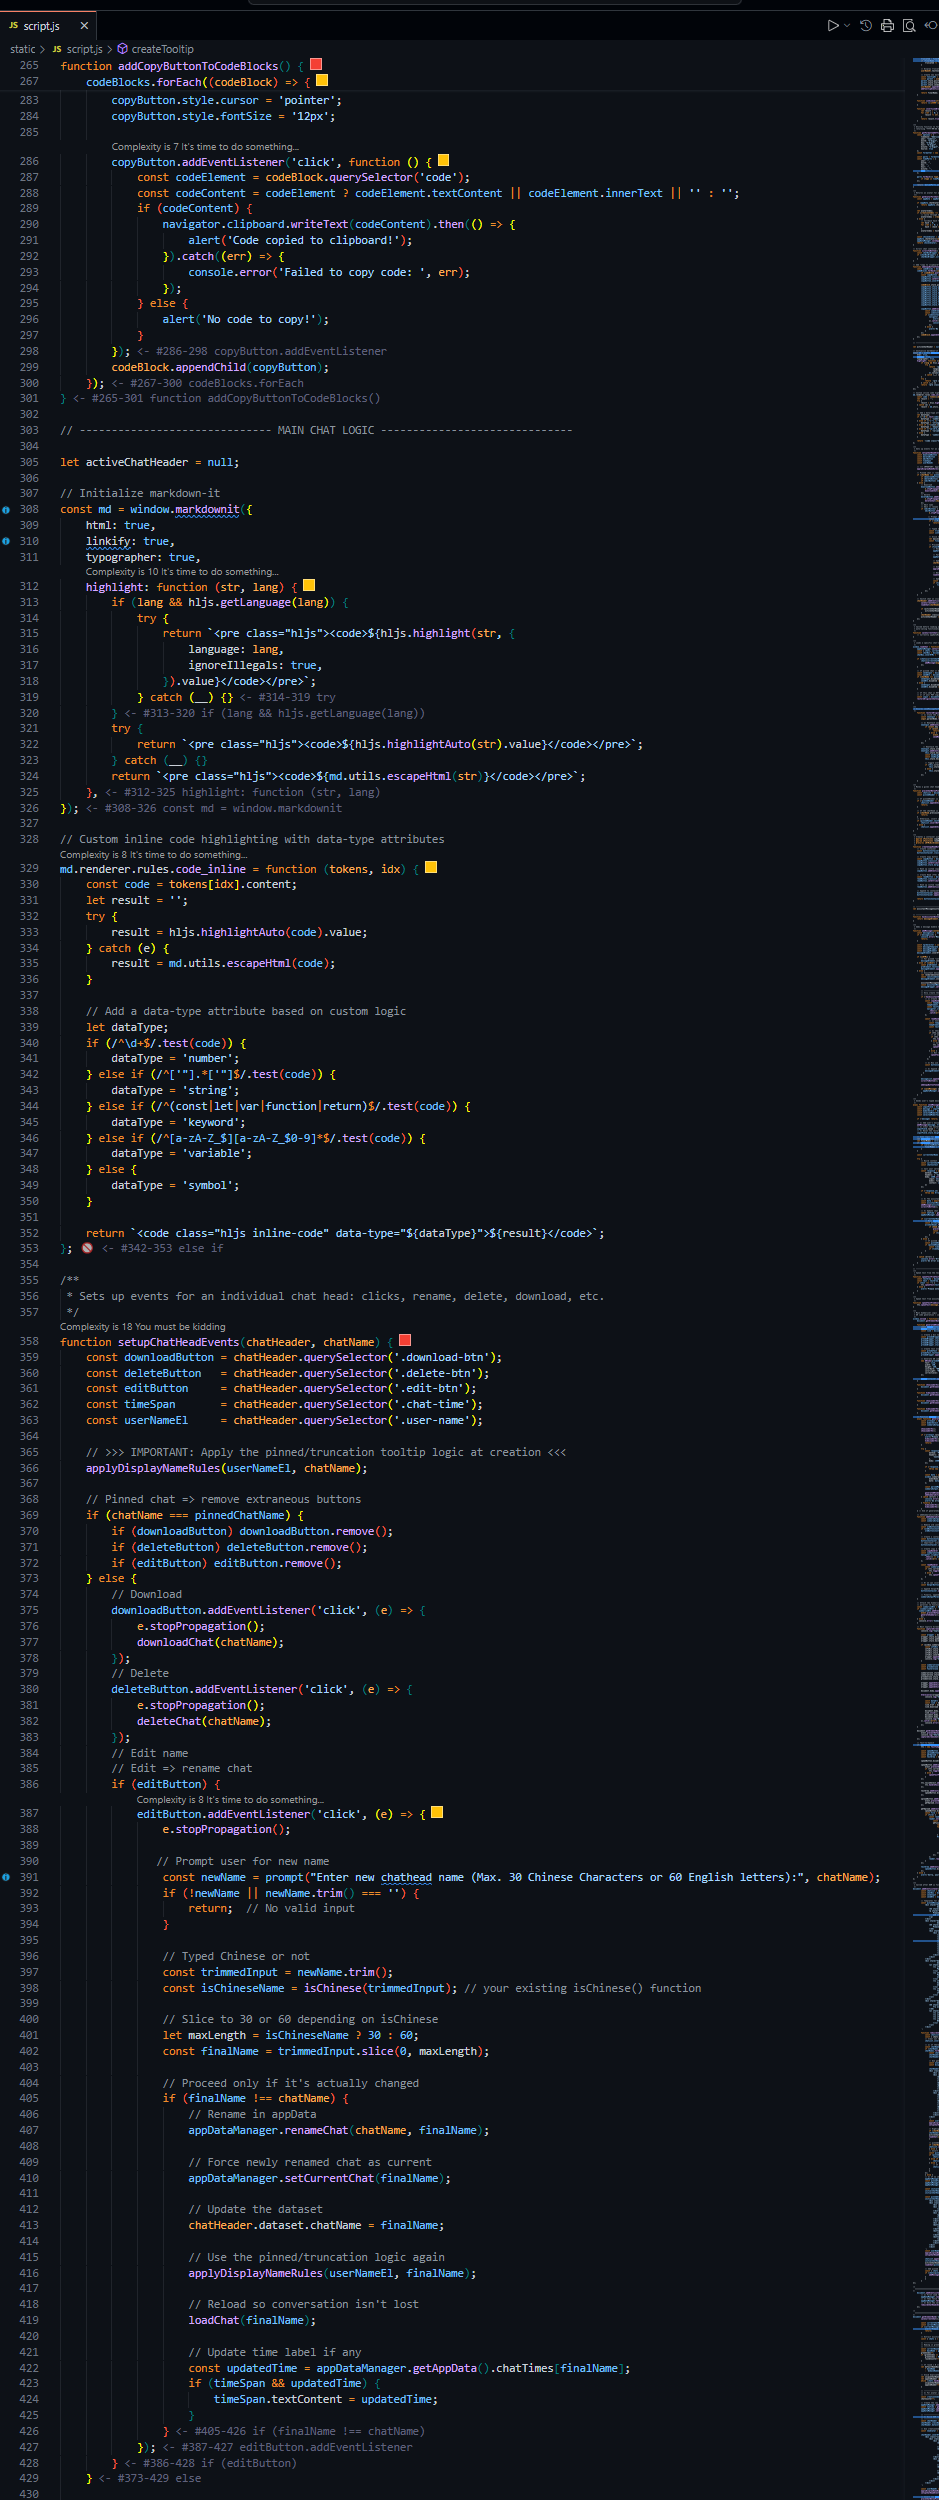 JS script.js ×
static > JS script.js > createTooltip
265 function addCopyButtonToCodeBlocks() {
267 codeBlocks.forEach((codeBlock) => {
283 copyButton.style.cursor = 'pointer';
284 copyButton.style.fontSize = '12px';
285
Complexity is 7 It's time to do something...
286 copyButton.addEventListener('click', function () {
287 const codeElement = codeBlock.querySelector('code');
288 const codeContent = codeElement ? codeElement.textContent || codeElement.innerText || '' : '';
289 if (codeContent) {
290 navigator.clipboard.writeText(codeContent).then(() => {
291 alert('Code copied to clipboard!');
292 }).catch((err) => {
293 console.error('Failed to copy code: ', err);
294 });
295 } else {
296 alert('No code to copy!');
297 }
298 }); <- #286-298 copyButton.addEventListener
299 codeBlock.appendChild(copyButton);
300 }); <- #267-300 codeBlocks.forEach
301 } <- #265-301 function addCopyButtonToCodeBlocks()
302
303 // ------------------------------ MAIN CHAT LOGIC ------------------------------
304
305 let activeChatHeader = null;
306
307 // Initialize markdown-it
308 const md = window.markdownit({
309 html: true,
310 linkify: true,
311 typographer: true,
Complexity is 10 It's time to do something...
312 highlight: function (str, lang) {
313 if (lang && hljs.getLanguage(lang)) {
314 try {
315 return `<pre class="hljs"><code>${hljs.highlight(str, {
316 language: lang,
317 ignoreIllegals: true,
318 }).value}</code></pre>`;
319 } catch (__) {} <- #314-319 try
320 } <- #313-320 if (lang && hljs.getLanguage(lang))
321 try {
322 return `<pre class="hljs"><code>${hljs.highlightAuto(str).value}</code></pre>`;
323 } catch (__) {}
324 return `<pre class="hljs"><code>${md.utils.escapeHtml(str)}</code></pre>`;
325 }, <- #312-325 highlight: function (str, lang)
326 }); <- #308-326 const md = window.markdownit
327
328 // Custom inline code highlighting with data-type attributes
Complexity is 8 It's time to do something...
329 md.renderer.rules.code_inline = function (tokens, idx) {
330 const code = tokens[idx].content;
331 let result = '';
332 try {
333 result = hljs.highlightAuto(code).value;
334 } catch (e) {
335 result = md.utils.escapeHtml(code);
336 }
337
338 // Add a data-type attribute based on custom logic
339 let dataType;
340 if (/^\d+$/.test(code)) {
341 dataType = 'number';
342 } else if (/^['"].*['"]$/.test(code)) {
343 dataType = 'string';
344 } else if (/^(const|let|var|function|return)$/.test(code)) {
345 dataType = 'keyword';
346 } else if (/^[a-zA-Z_$][a-zA-Z_$0-9]*$/.test(code)) {
347 dataType = 'variable';
348 } else {
349 dataType = 'symbol';
350 }
351
352 return `<code class="hljs inline-code" data-type="${dataType}">${result}</code>`;
353 }; <- #342-353 else if
354
355 /**
356 * Sets up events for an individual chat head: clicks, rename, delete, download, etc.
357 */
Complexity is 18 You must be kidding
358 function setupChatHeadEvents(chatHeader, chatName) {
359 const downloadButton = chatHeader.querySelector('.download-btn');
360 const deleteButton = chatHeader.querySelector('.delete-btn');
361 const editButton = chatHeader.querySelector('.edit-btn');
362 const timeSpan = chatHeader.querySelector('.chat-time');
363 const userNameEl = chatHeader.querySelector('.user-name');
364
365 // >>> IMPORTANT: Apply the pinned/truncation tooltip logic at creation <<<
366 applyDisplayNameRules(userNameEl, chatName);
367
368 // Pinned chat => remove extraneous buttons
369 if (chatName === pinnedChatName) {
370 if (downloadButton) downloadButton.remove();
371 if (deleteButton) deleteButton.remove();
372 if (editButton) editButton.remove();
373 } else {
374 // Download
375 downloadButton.addEventListener('click', (e) => {
376 e.stopPropagation();
377 downloadChat(chatName);
378 });
379 // Delete
380 deleteButton.addEventListener('click', (e) => {
381 e.stopPropagation();
382 deleteChat(chatName);
383 });
384 // Edit name
385 // Edit => rename chat
386 if (editButton) {
Complexity is 8 It's time to do something...
387 editButton.addEventListener('click', (e) => {
388 e.stopPropagation();
389
390 // Prompt user for new name
391 const newName = prompt("Enter new chathead name (Max. 30 Chinese Characters or 60 English letters):", chatName);
392 if (!newName || newName.trim() === '') {
393 return; // No valid input
394 }
395
396 // Typed Chinese or not
397 const trimmedInput = newName.trim();
398 const isChineseName = isChinese(trimmedInput); // your existing isChinese() function
399
400 // Slice to 30 or 60 depending on isChinese
401 let maxLength = isChineseName ? 30 : 60;
402 const finalName = trimmedInput.slice(0, maxLength);
403
404 // Proceed only if it's actually changed
405 if (finalName !== chatName) {
406 // Rename in appData
407 appDataManager.renameChat(chatName, finalName);
408
409 // Force newly renamed chat as current
410 appDataManager.setCurrentChat(finalName);
411
412 // Update the dataset
413 chatHeader.dataset.chatName = finalName;
414
415 // Use the pinned/truncation logic again
416 applyDisplayNameRules(userNameEl, finalName);
417
418 // Reload so conversation isn't lost
419 loadChat(finalName);
420
421 // Update time label if any
422 const updatedTime = appDataManager.getAppData().chatTimes[finalName];
423 if (timeSpan && updatedTime) {
424 timeSpan.textContent = updatedTime;
425 }
426 } <- #405-426 if (finalName !== chatName)
427 }); <- #387-427 editButton.addEventListener
428 } <- #386-428 if (editButton)
429 } <- #373-429 else
430